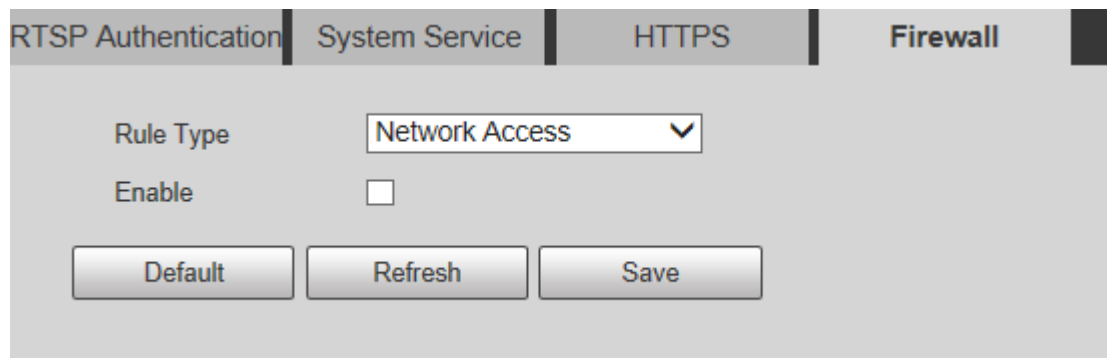 RTSP Authentication System Service HTTPS Firewall
Rule Type Network Access
Enable
Default Refresh Save